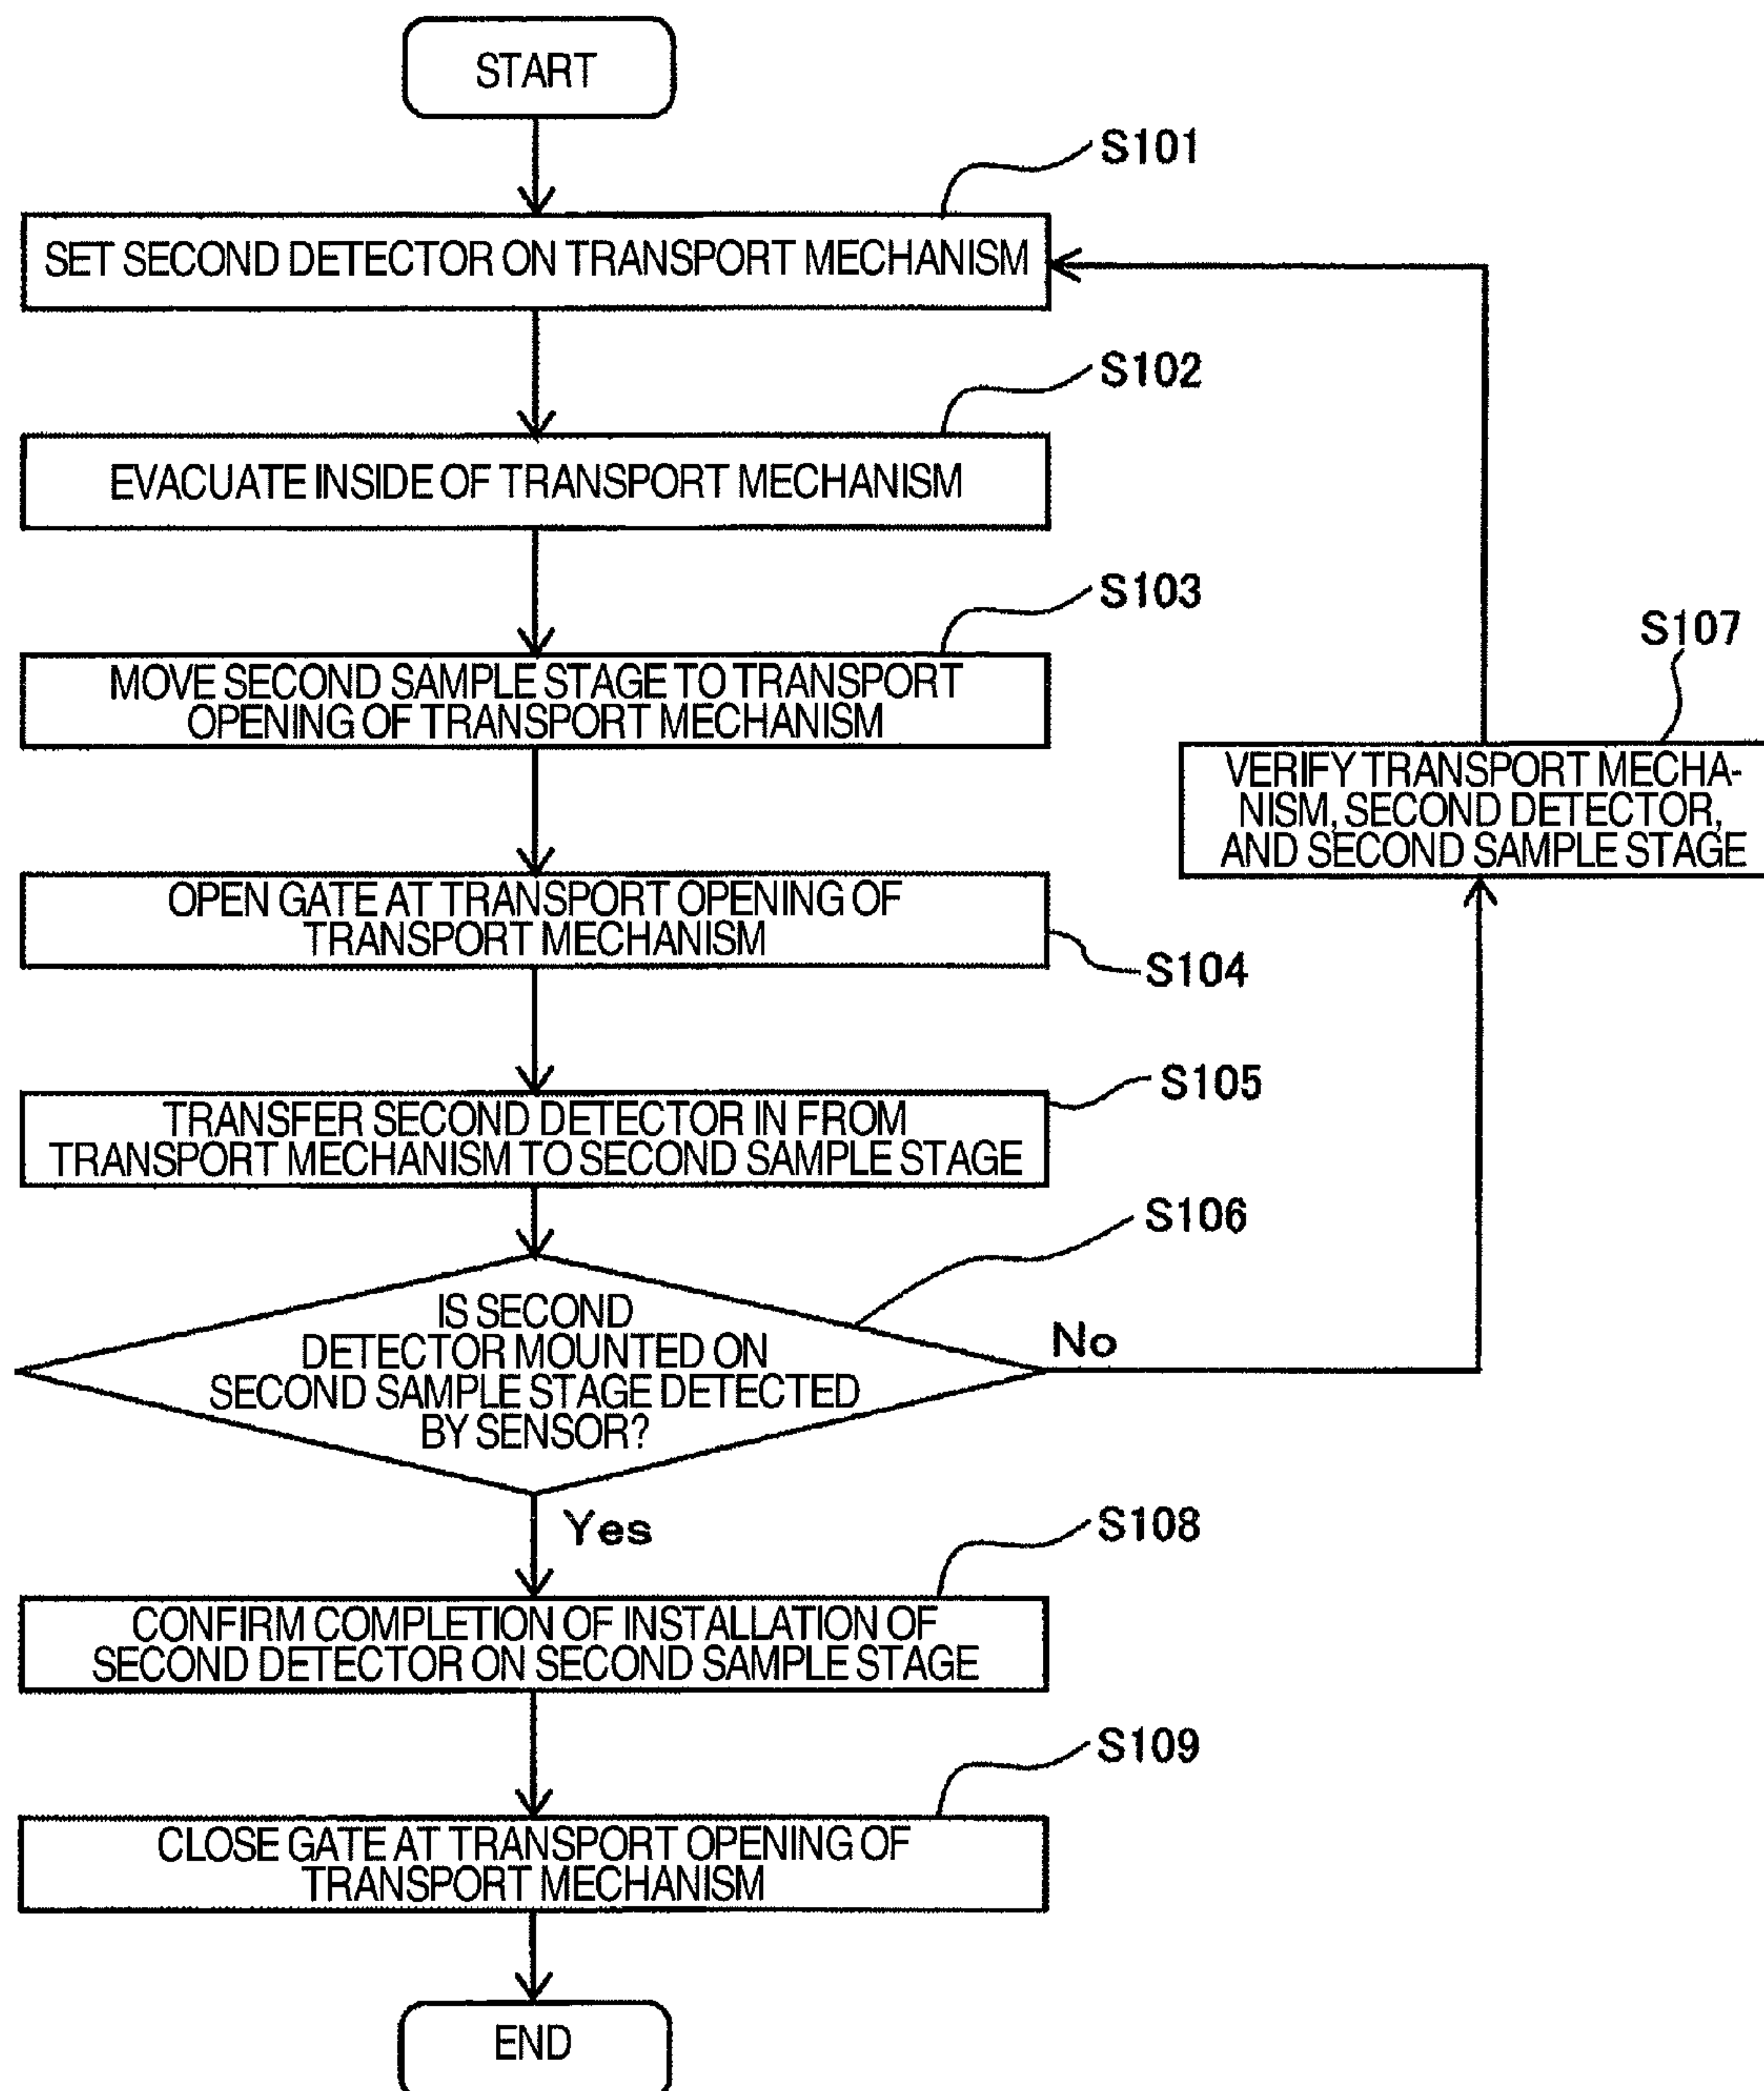 START
S101
SET SECOND DETECTOR ON TRANSPORT MECHANISM
S102
EVACUATE INSIDE OF TRANSPORT MECHANISM
S103
MOVE SECOND SAMPLE STAGE TO TRANSPORT
OPENING OF TRANSPORT MECHANISM
S107
VERIFY TRANSPORT MECHA-
NISM, SECOND DETECTOR,
AND SECOND SAMPLE STAGE
OPEN GATE AT TRANSPORT OPENING OF
TRANSPORT MECHANISM
S104
S105
TRANSFER SECOND DETECTOR IN FROM
TRANSPORT MECHANISM TO SECOND SAMPLE STAGE
S106
IS SECOND
DETECTOR MOUNTED ON
SECOND SAMPLE STAGE DETECTED
BY SENSOR?
No
Yes
S108
CONFIRM COMPLETION OF INSTALLATION OF
SECOND DETECTOR ON SECOND SAMPLE STAGE
S109
CLOSE GATE AT TRANSPORT OPENING OF
TRANSPORT MECHANISM
END